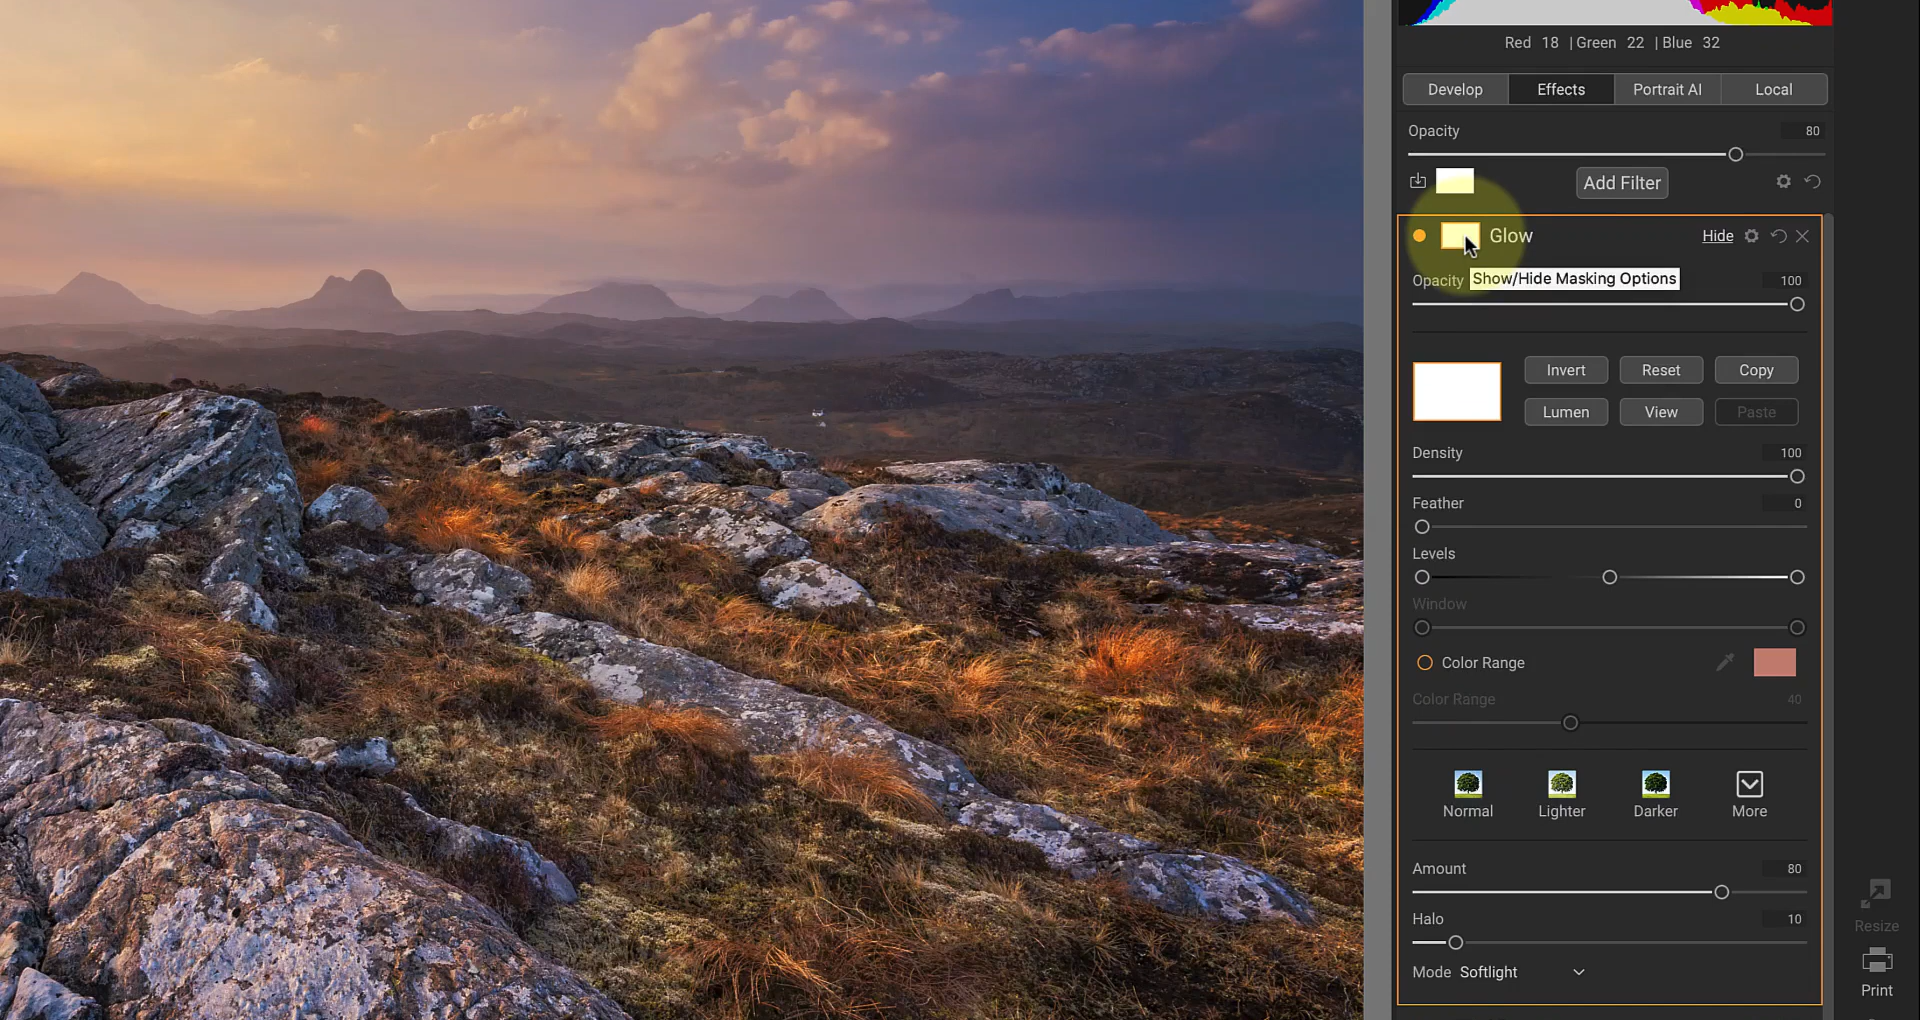 Red 18 | Green 22 | Blue 32
Develop Effects Portrait AI Local
Opacity 80
Add Filter
Glow Hide
Opacity Show/Hide Masking Options 100
Invert Reset Copy
Lumen View Paste
Density 100
Feather 0
Levels
Window
Color Range
Color Range 40
Normal Lighter Darker More
Amount 80
Halo 10
Mode Softlight
Resize
Print